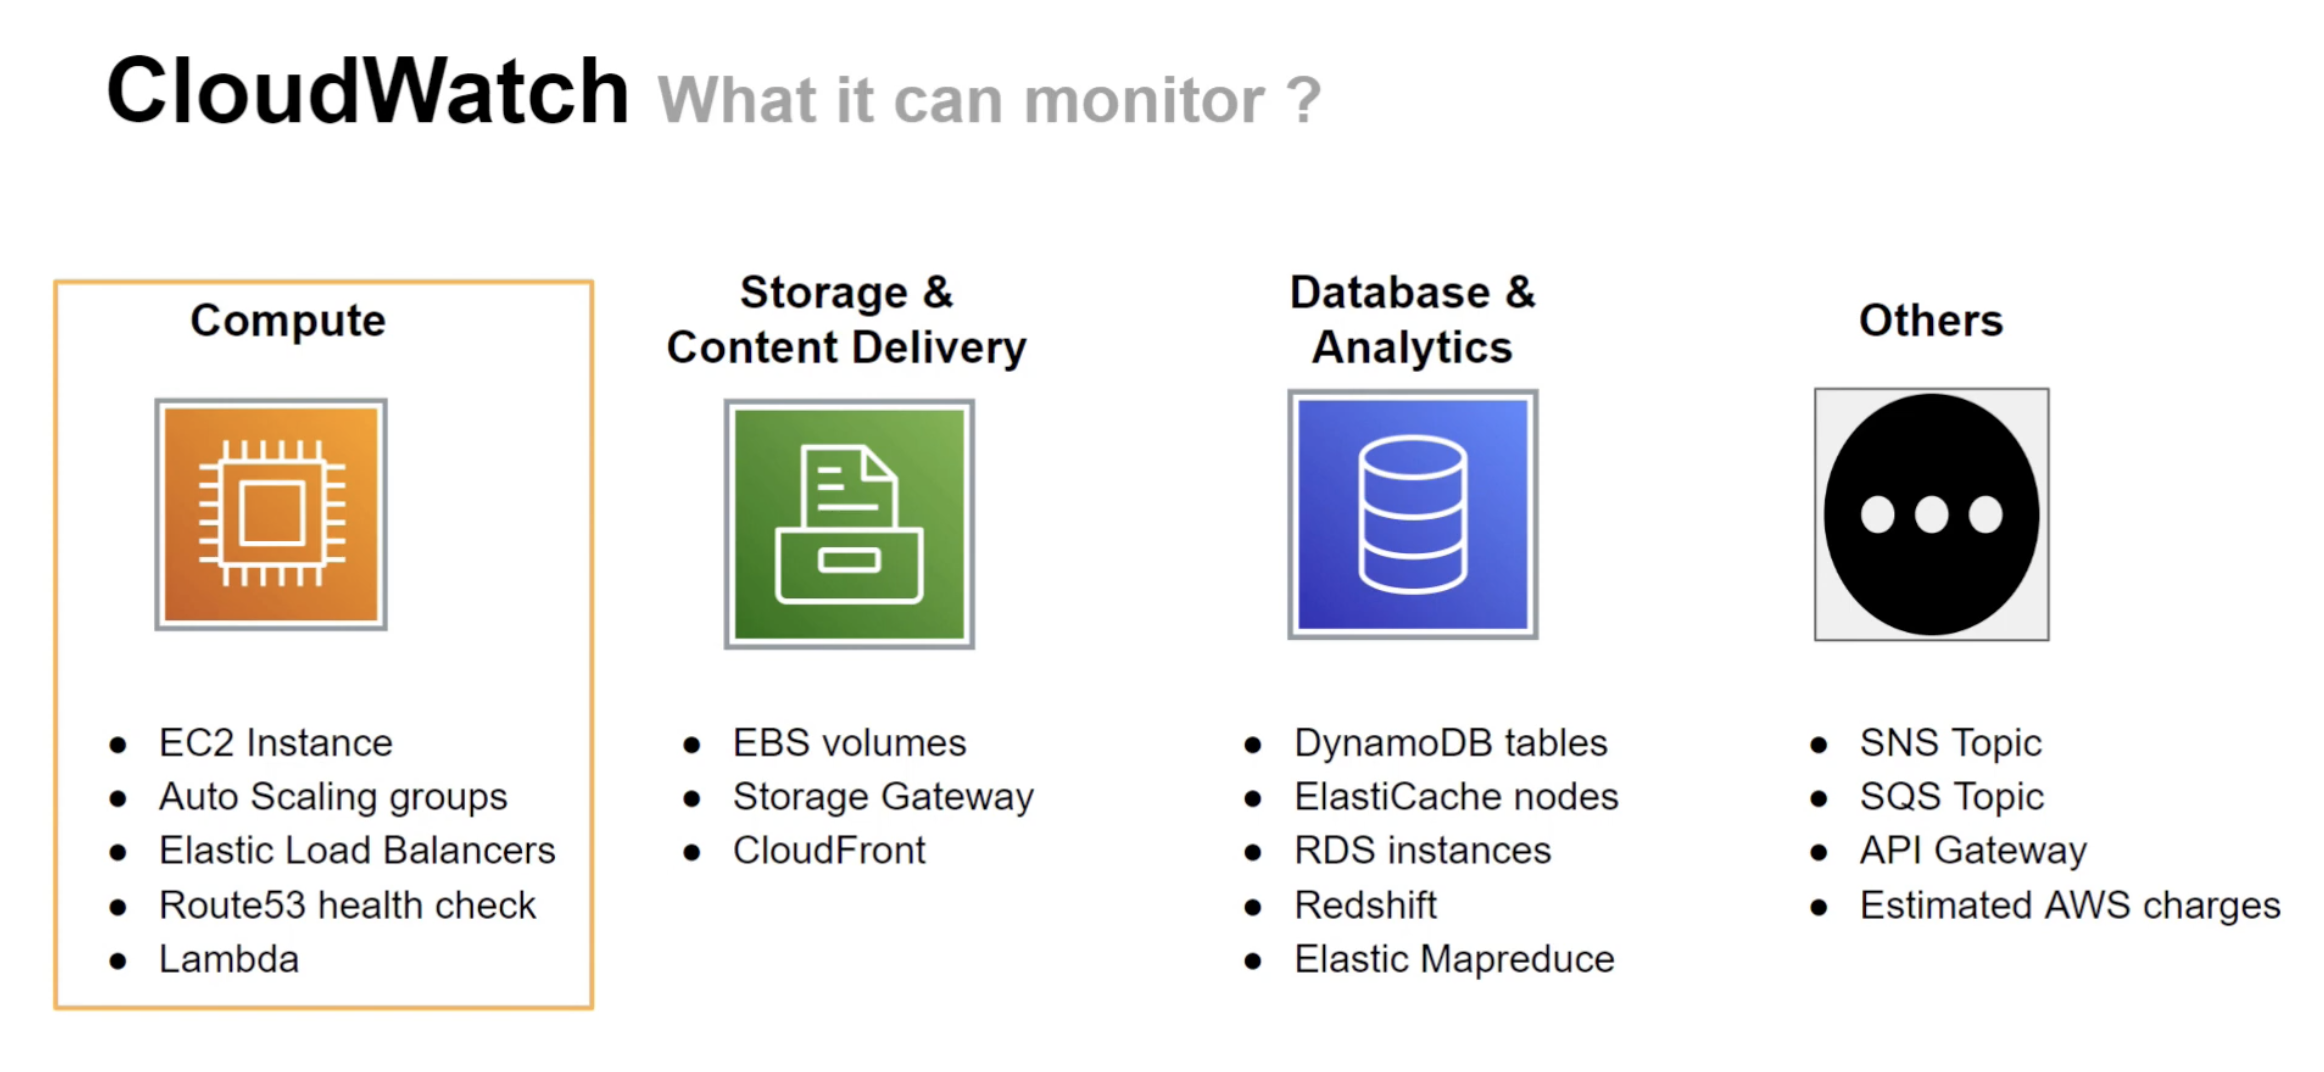 CloudWatch What it can monitor ?
Compute
● EC2 Instance
● Auto Scaling groups
● Elastic Load Balancers
● Route53 health check
● Lambda
Storage &
Content Delivery
● EBS volumes
● Storage Gateway
● CloudFront
Database &
Analytics
● DynamoDB tables
● ElastiCache nodes
● RDS instances
● Redshift
● Elastic Mapreduce
Others
● SNS Topic
● SQS Topic
● API Gateway
● Estimated AWS charges